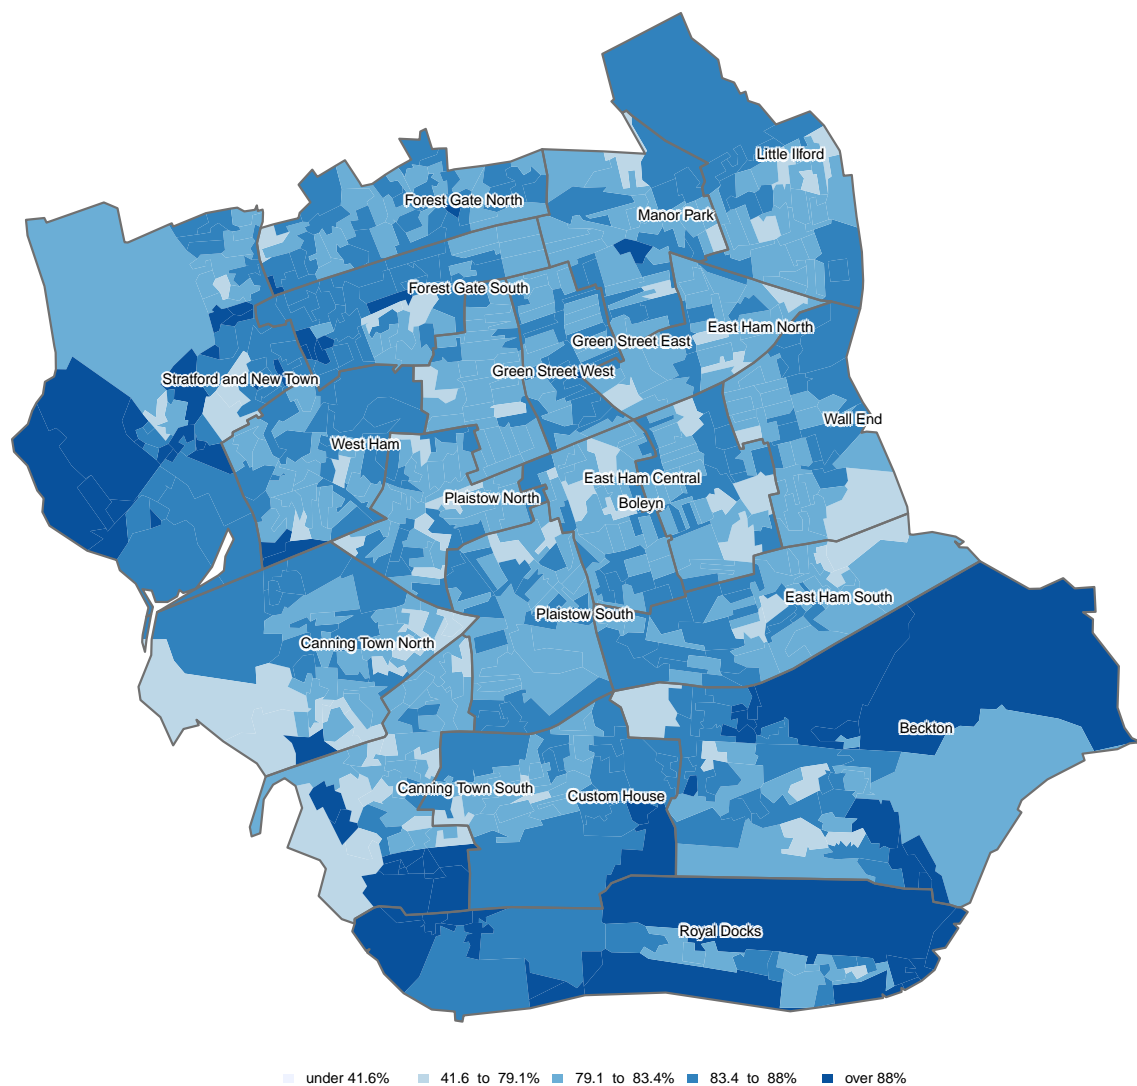 Little Ilford
Forest Gate North
Manor Park
Forest Gate South
East Ham North
Green Street East
Green Street West
Stratford and New Town
Wall End
West Ham
East Ham Central
Plaistow North
Boleyn
East Ham South
Plaistow South
Canning Town North
Beckton
Canning Town South
Custom House
Royal Docks
under 41.6% 41.6 to 79.1% 79.1 to 83.4% 83.4 to 88% over 88%